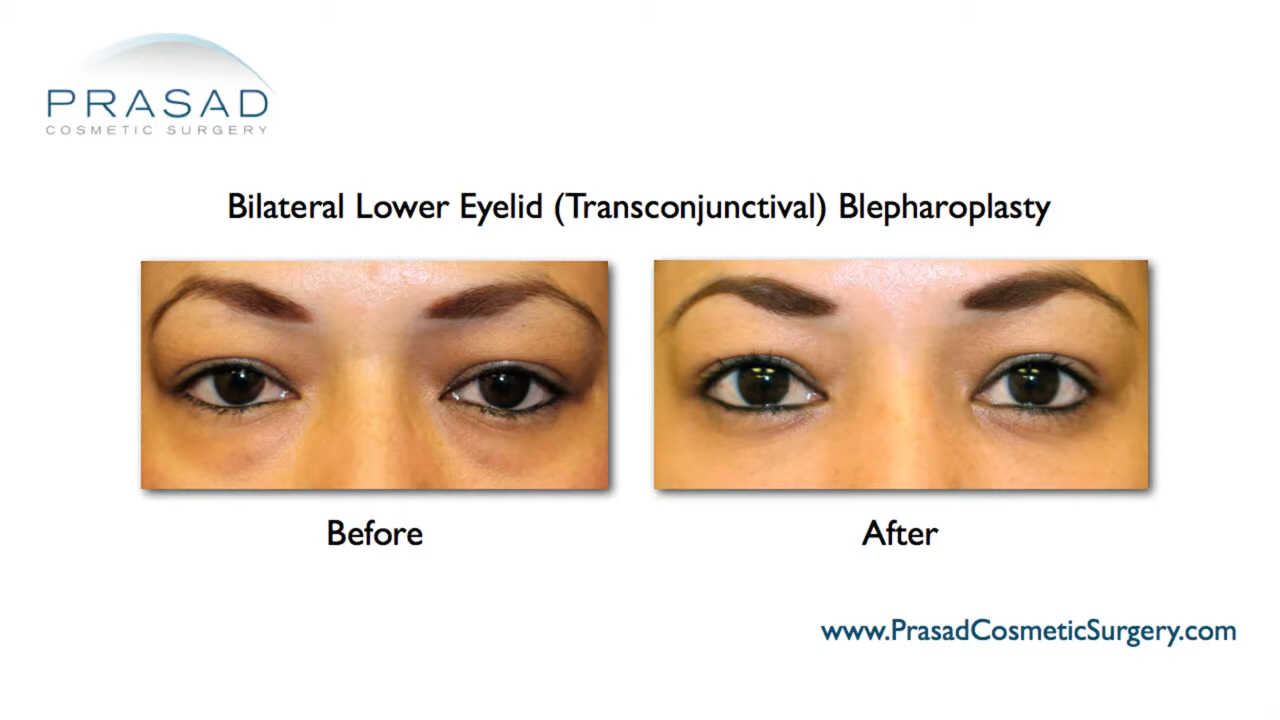 PRASAD
COSMETIC SURGERY
Bilateral Lower Eyelid (Transconjunctival) Blepharoplasty
Before
After
www.PrasadCosmeticSurgery.com